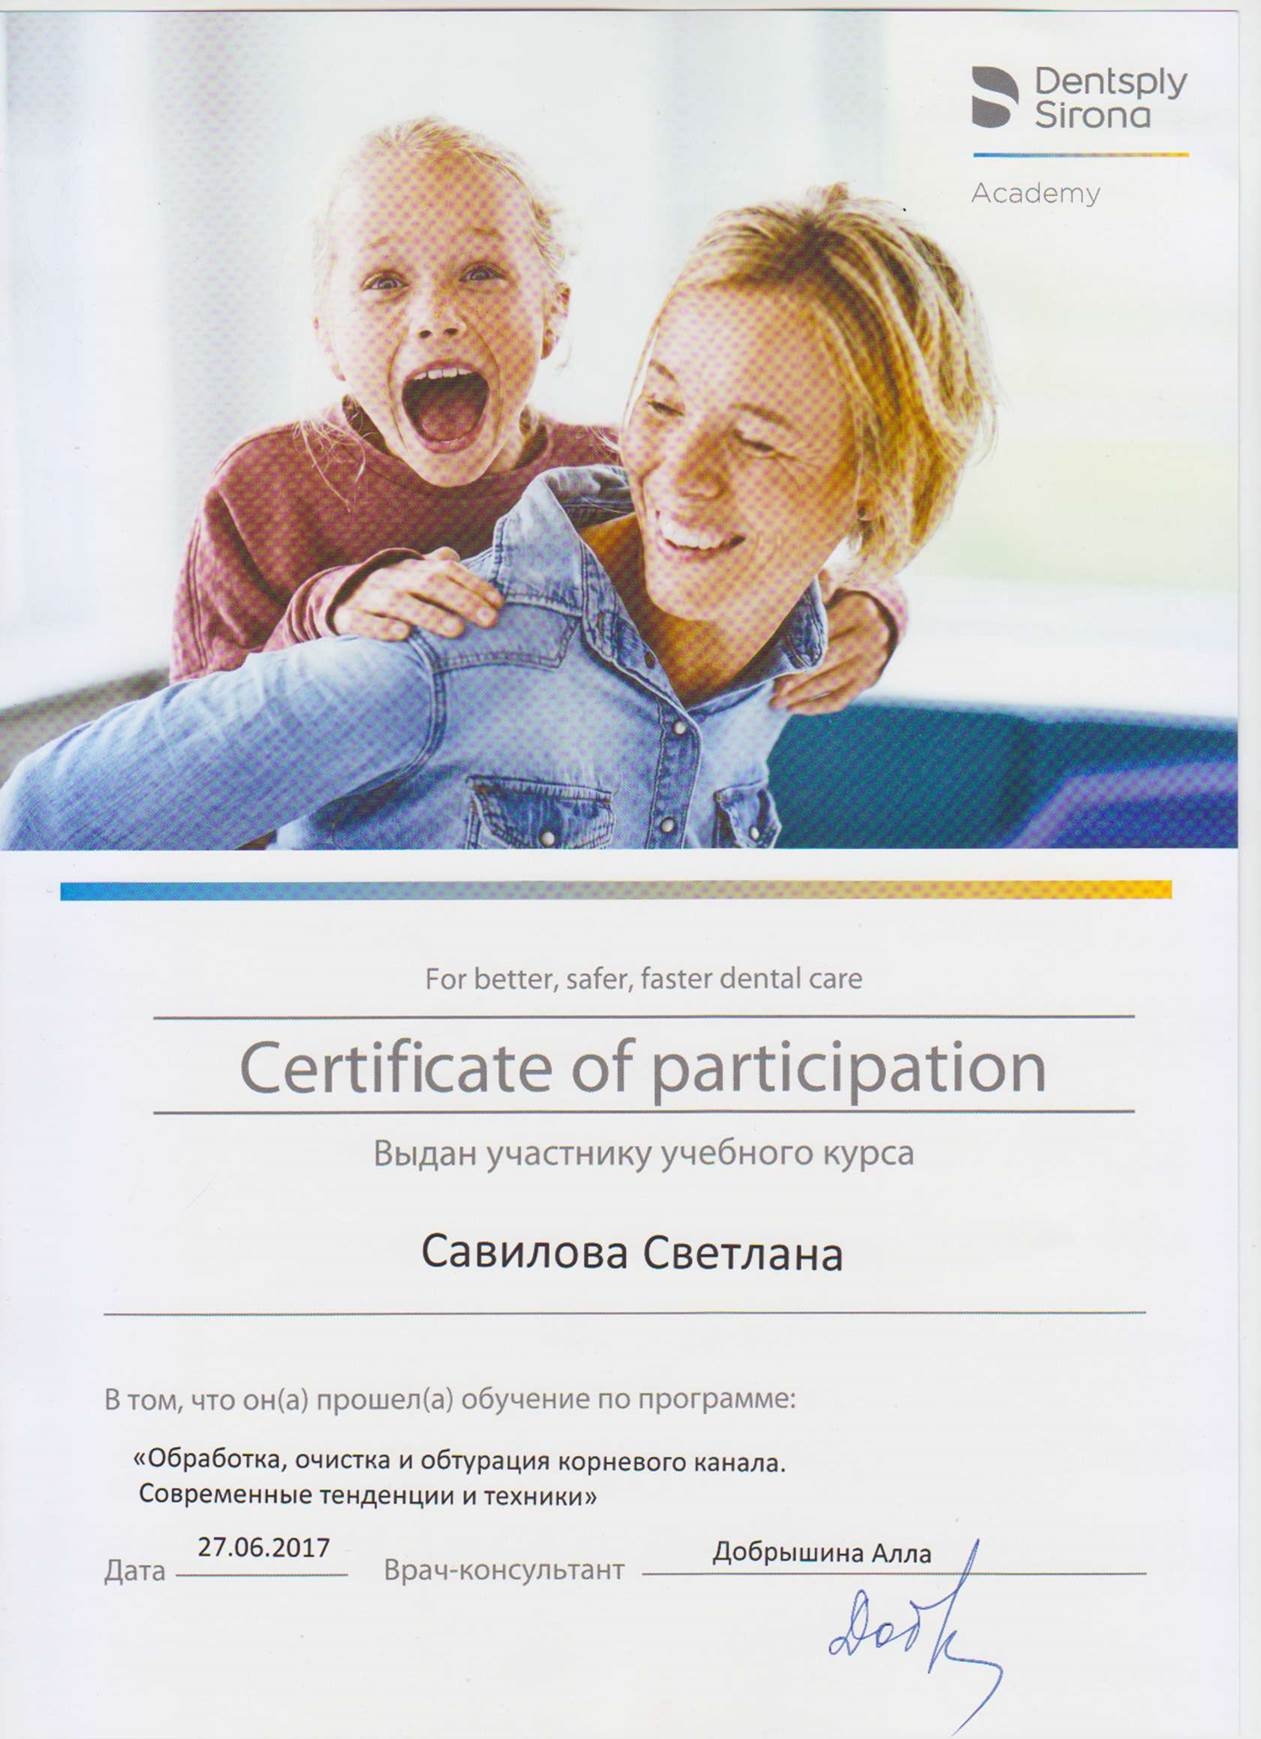 Dentsply
Sirona
Academy
For better, safer, faster dental care
Certificate of participation
Выдан участнику учебного курса
Савилова Светлана
В том, что он(а) прошел(а) обучение по программе:
«Обработка, очистка и обтурация корневого канала.
Современные тенденции и техники»
Дата 27.06.2017 Врач-консультант Добрышина Алла